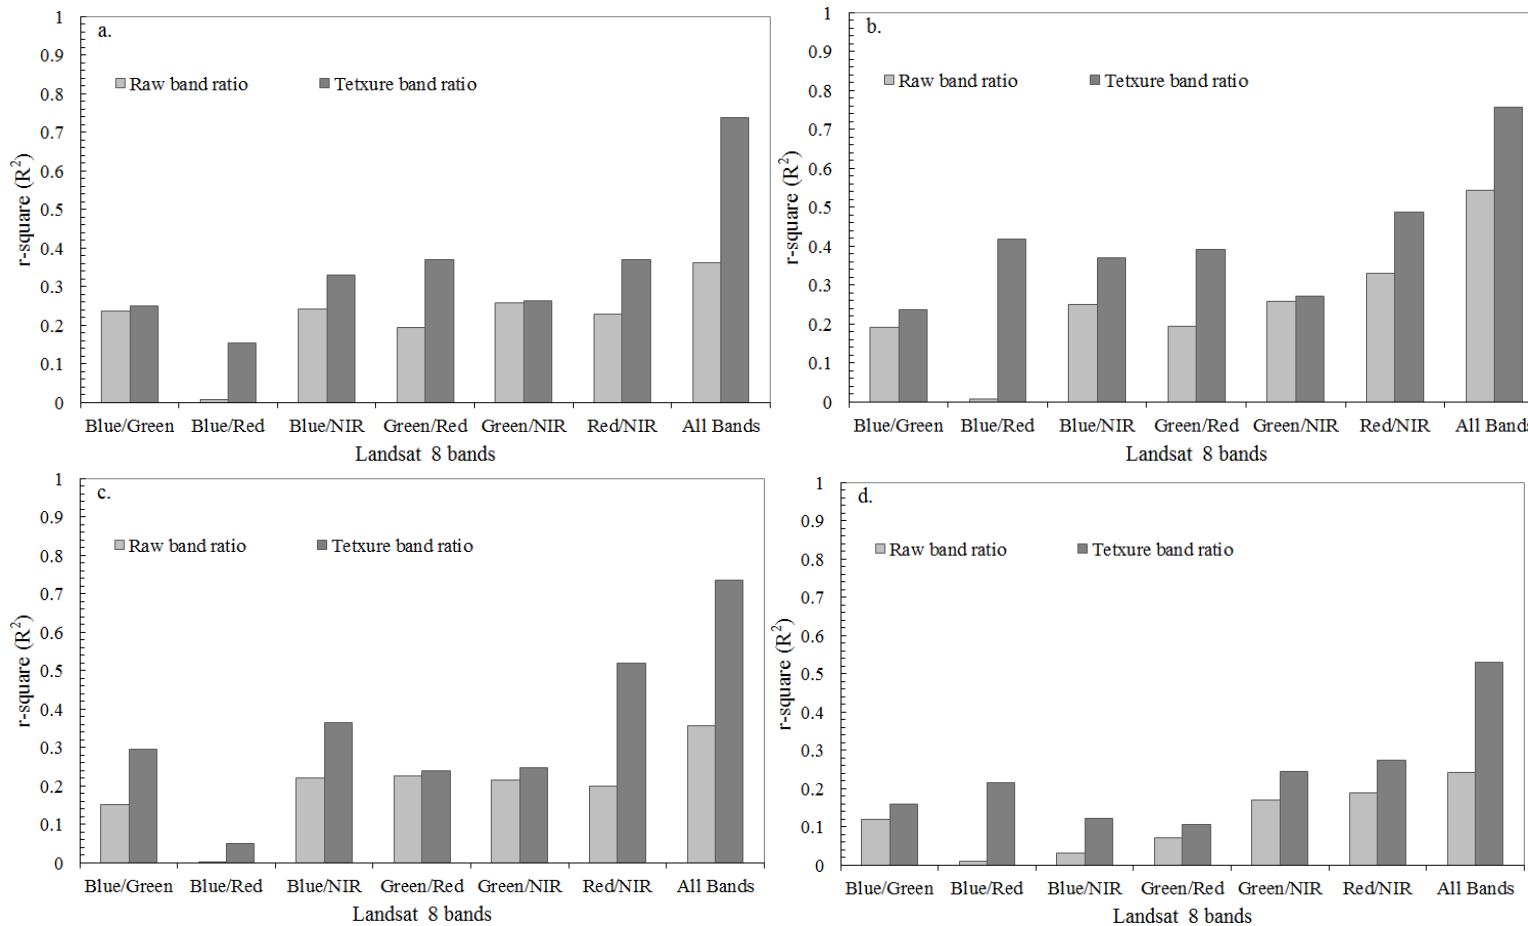 a.
Raw band ratio Tetxure band ratio
r-square (R²)
1
0.9
0.8
0.7
0.6
0.5
0.4
0.3
0.2
0.1
0
Blue/Green Blue/Red Blue/NIR Green/Red Green/NIR Red/NIR All Bands
Landsat 8 bands
b.
Raw band ratio Tetxure band ratio
r-square (R²)
1
0.9
0.8
0.7
0.6
0.5
0.4
0.3
0.2
0.1
0
Blue/Green Blue/Red Blue/NIR Green/Red Green/NIR Red/NIR All Bands
Landsat 8 bands
c.
Raw band ratio Tetxure band ratio
r-square (R²)
1
0.9
0.8
0.7
0.6
0.5
0.4
0.3
0.2
0.1
0
Blue/Green Blue/Red Blue/NIR Green/Red Green/NIR Red/NIR All Bands
Landsat 8 bands
d.
Raw band ratio Tetxure band ratio
r-square (R²)
1
0.9
0.8
0.7
0.6
0.5
0.4
0.3
0.2
0.1
0
Blue/Green Blue/Red Blue/NIR Green/Red Green/NIR Red/NIR All Bands
Landsat 8 bands